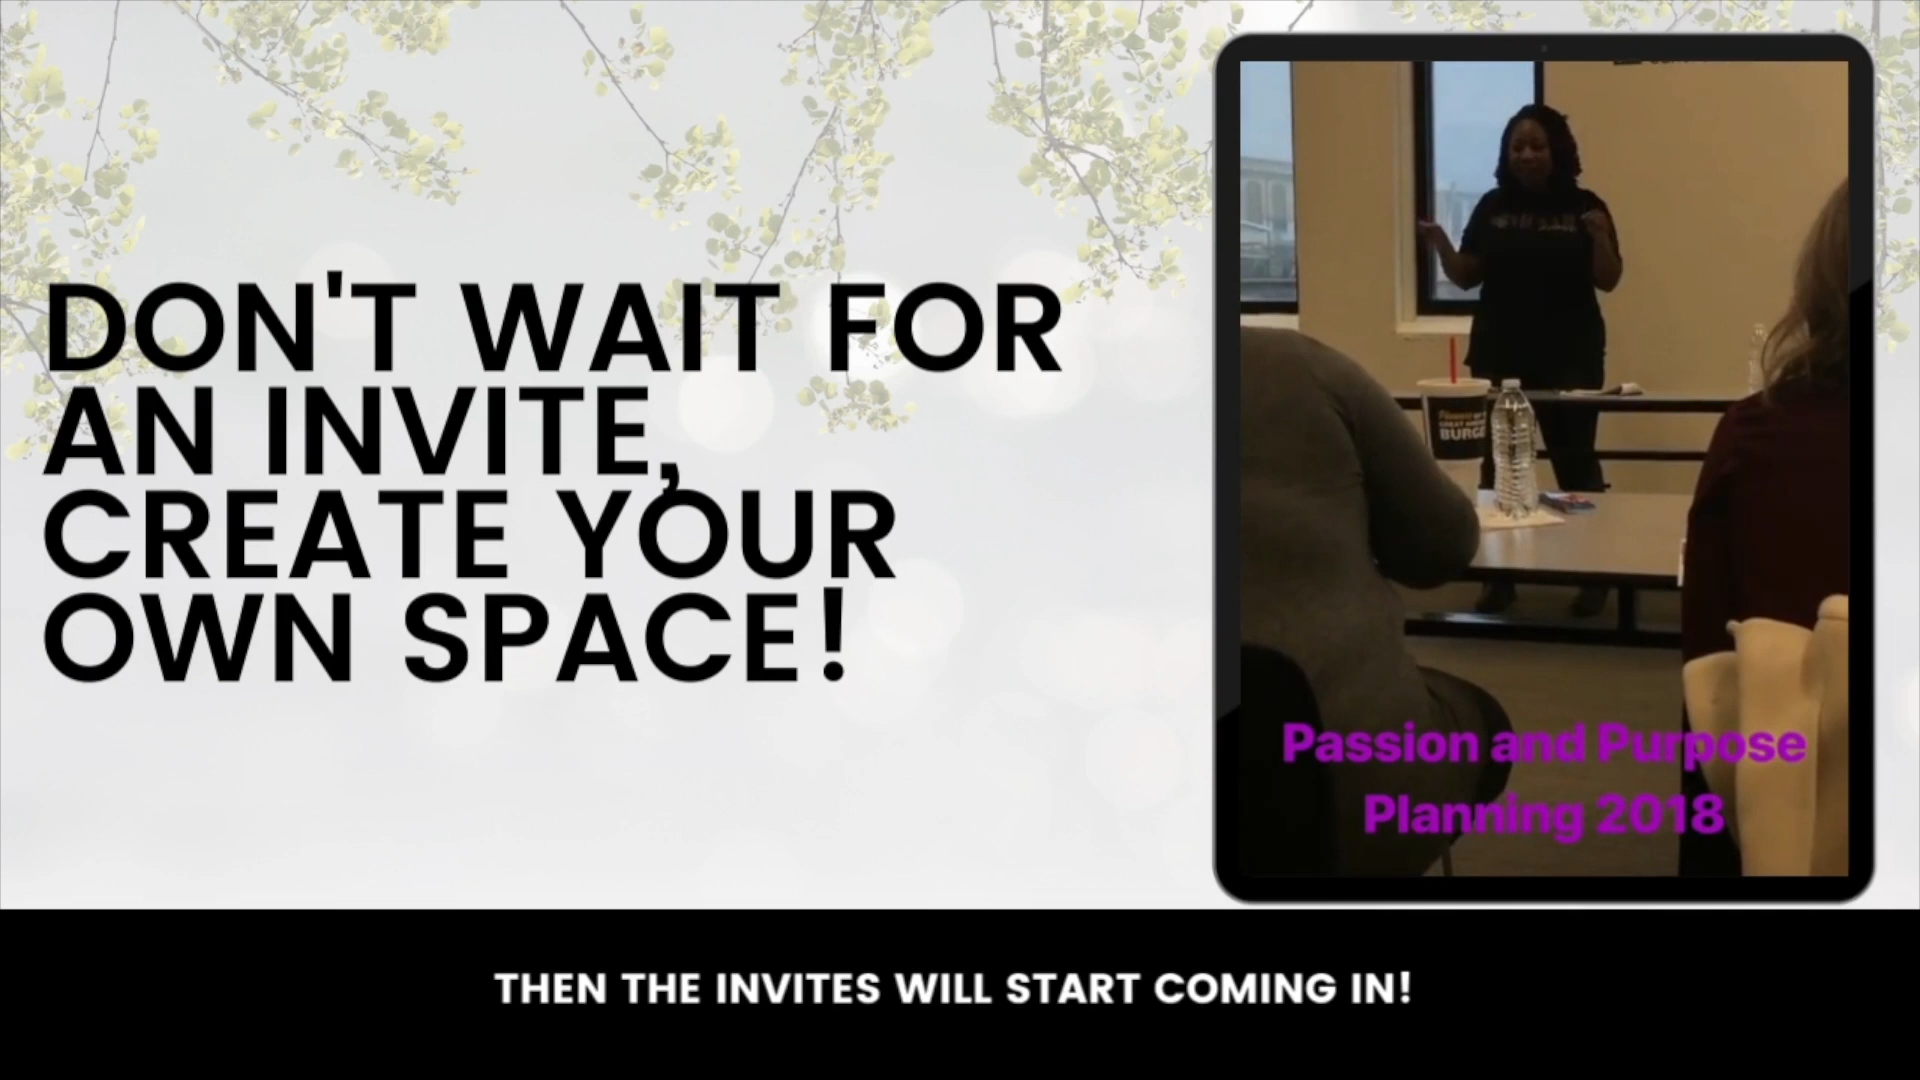 DON'T WAIT FOR
AN INVITE,
CREATE YOUR
OWN SPACE!
Passion and Purpose
Planning 2018
THEN THE INVITES WILL START COMING IN!